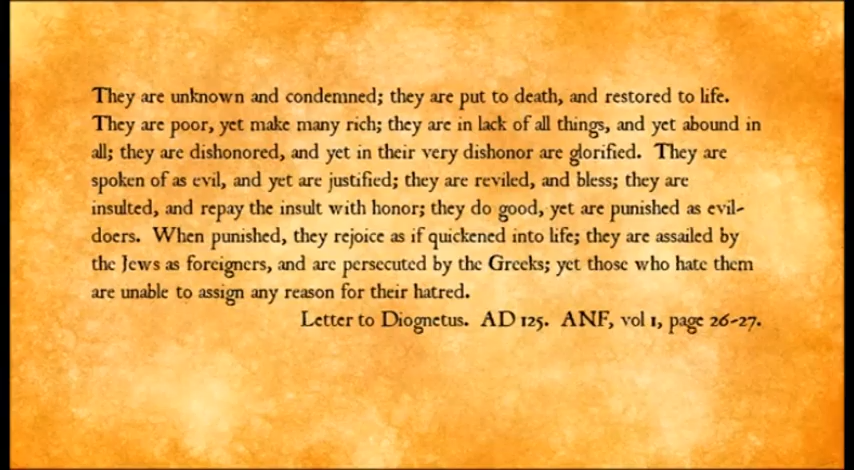 They are unknown and condemned; they are put to death, and restored to life.
They are poor, yet make many rich; they are in lack of all things, and yet abound in
all; they are dishonored, and yet in their very dishonor are glorified. They are
spoken of as evil, and yet are justified; they are reviled, and bless; they are
insulted, and repay the insult with honor; they do good, yet are punished as evil-
doers. When punished, they rejoice as if quickened into life; they are assailed by
the Jews as foreigners, and are persecuted by the Greeks; yet those who hate them
are unable to assign any reason for their hatred.
Letter to Diognetus. AD 125. ANF, vol 1, page 26-27.